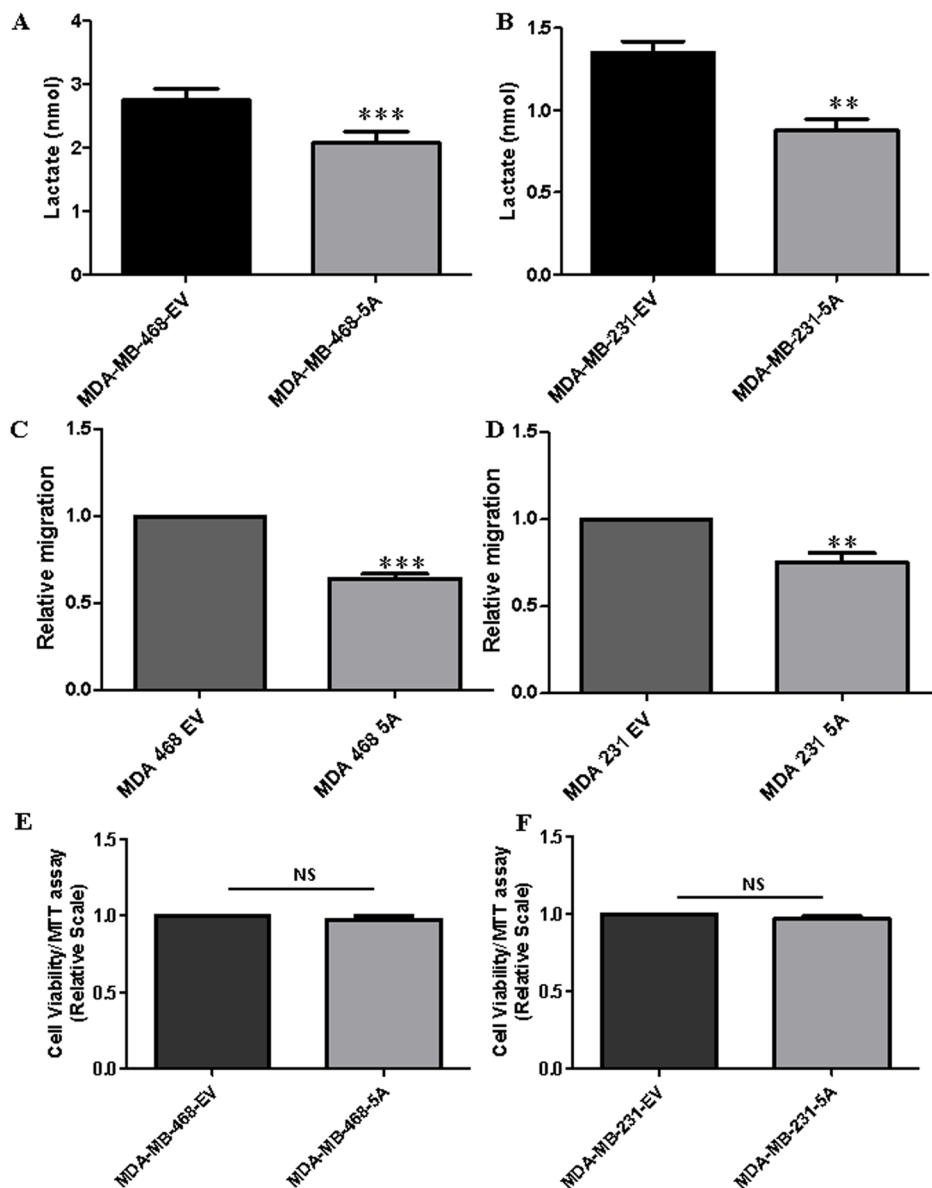 A
Lactate (nmol)
4
3
2
1
0
***
MDA-MB-468-EV
MDA-MB-468-5A
B
Lactate (nmol)
1.5
1.0
0.5
0.0
**
MDA-MB-231-EV
MDA-MB-231-5A
C
Relative migration
1.5
1.0
0.5
0.0
***
MDA 468 EV
MDA 468 5A
D
Relative migration
1.5
1.0
0.5
0.0
**
MDA 231 EV
MDA 231 5A
E
Cell Viability/MTT assay
(Relative Scale)
1.5
1.0
0.5
0.0
NS
MDA-MB-468-EV
MDA-MB-468-5A
F
Cell Viability/MTT assay
(Relative Scale)
1.5
1.0
0.5
0.0
NS
MDA-MB-231-EV
MDA-MB-231-5A